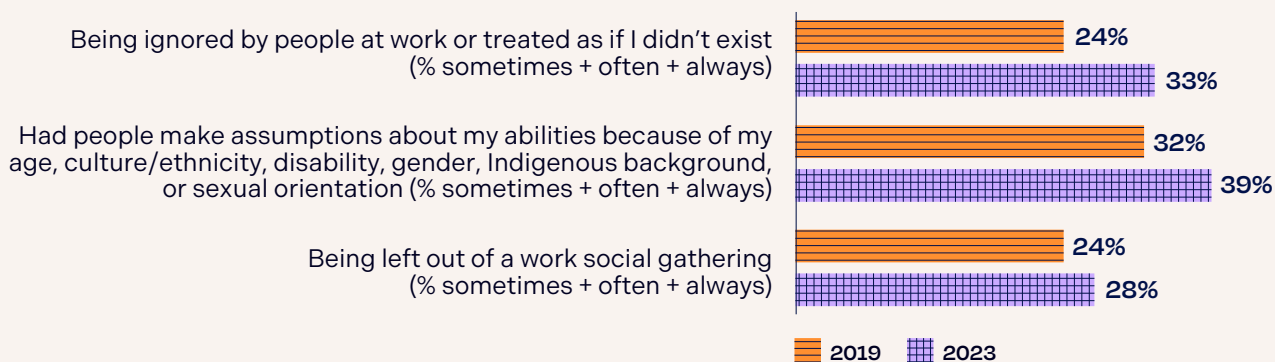 Being ignored by people at work or treated as if I didn't exist
(% sometimes + often + always)
24%
33%
Had people make assumptions about my abilities because of my
age, culture/ethnicity, disability, gender, Indigenous background,
or sexual orientation (% sometimes + often + always)
32%
39%
Being left out of a work social gathering
(% sometimes + often + always)
24%
28%
2019 2023